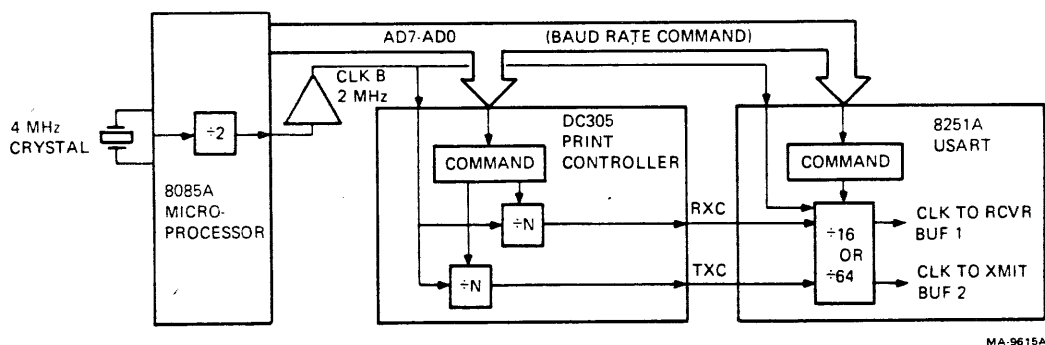 AD7-AD0
(BAUD RATE COMMAND)
CLK B
2 MHz
4 MHz
CRYSTAL
÷2
8085A
MICRO-
PROCESSOR
DC305
PRINT
CONTROLLER
COMMAND
÷N
÷N
RXC
TXC
8251A
USART
COMMAND
÷16
OR
÷64
CLK TO RCVR
BUF 1
CLK TO XMIT
BUF 2
MA-9615A